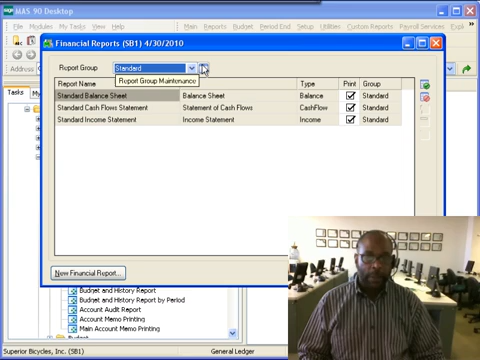 sage MAS 90 Desktop
File Modules My Tasks Main Reports Budget Period End Setup Utilities Custom Reports Payroll Services Expl
Financial Reports (SB1) 4/30/2010
Address
Tasks
Report Group Standard
Report Group Maintenance
Report Name Type Print Group
Standard Balance Sheet Balance Sheet Balance Standard
Standard Cash Flows Statement Statement of Cash Flows CashFlow Standard
Standard Income Statement Income Statement Income Standard
New Financial Report...
Budget and History Report
Budget and History Report by Period
Account Audit Report
Account Memo Printing
Main Account Memo Printing
Budget
Superior Bicycles, Inc. (SB1) General Ledger